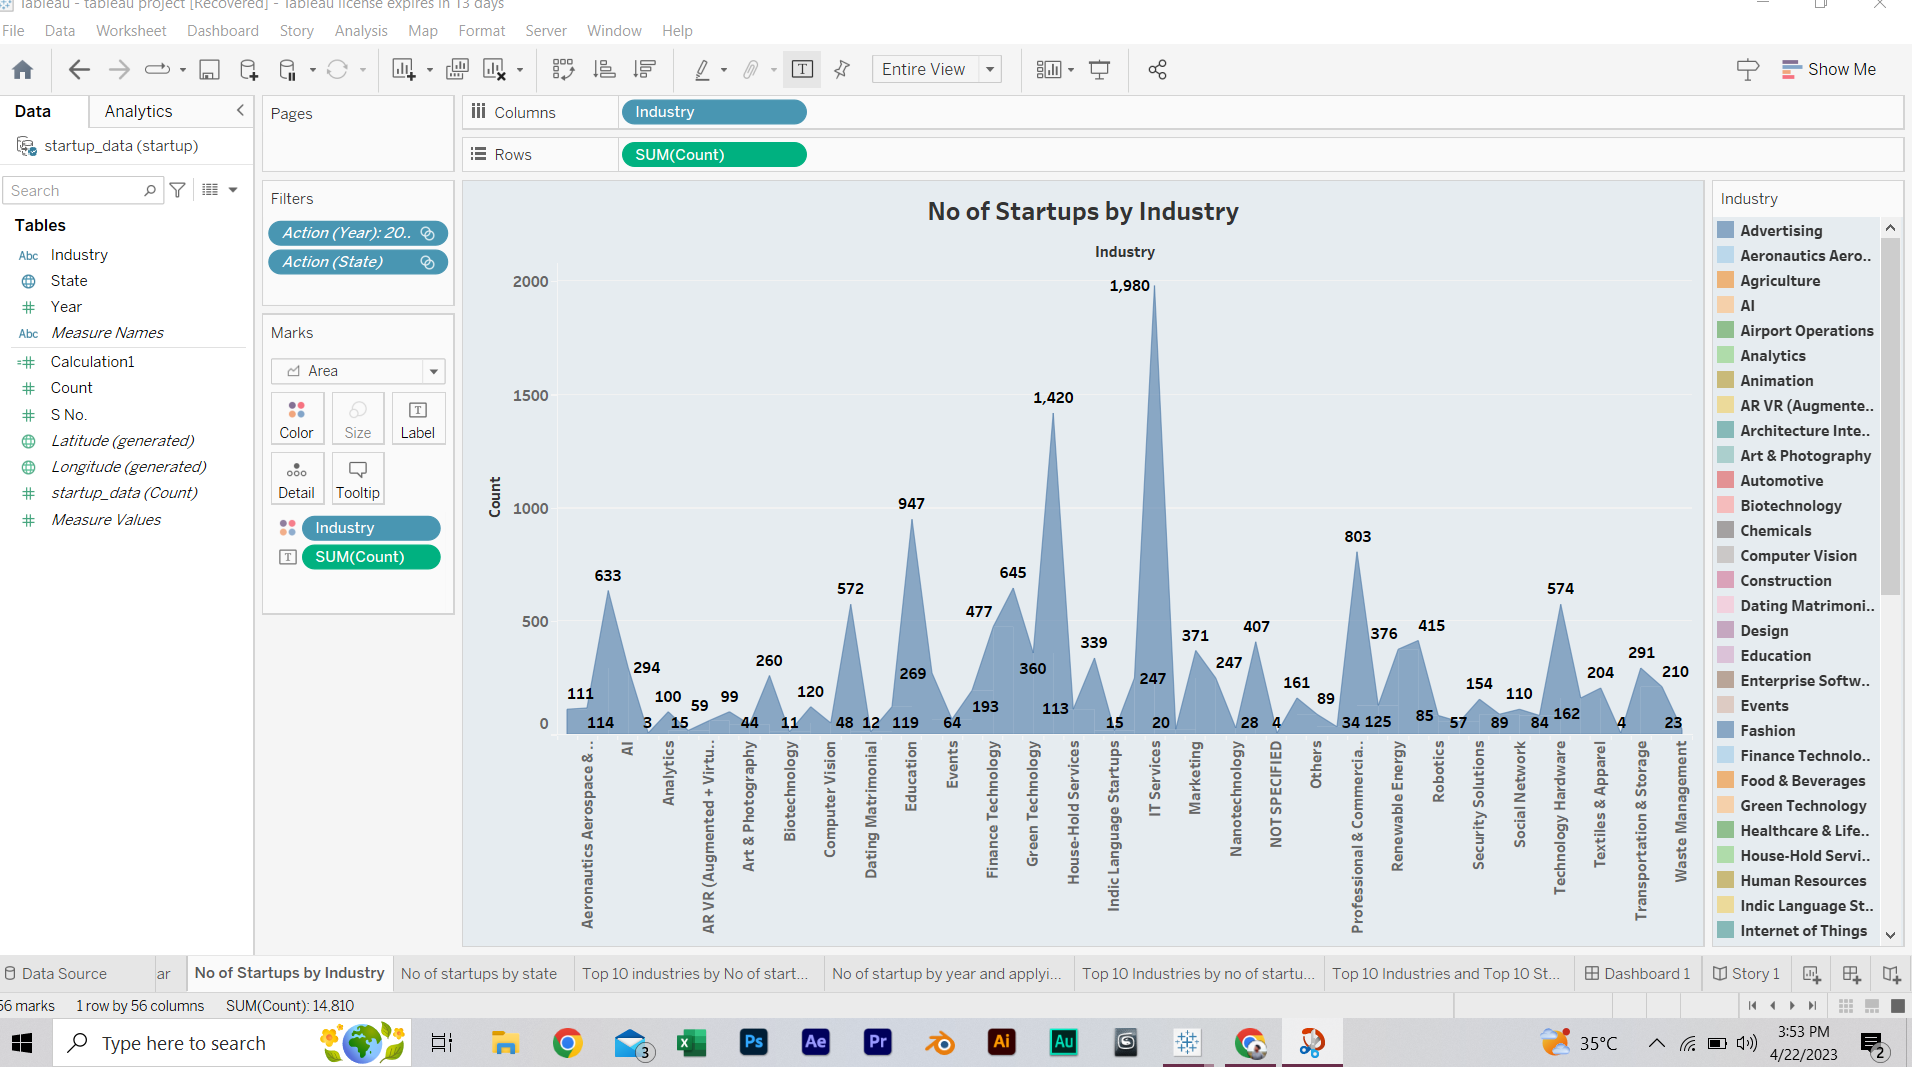 Tableau - tableau project [Recovered] - Tableau license expires in 13 days
File Data Worksheet Dashboard Story Analysis Map Format Server Window Help
Entire View
Show Me
Data Analytics
startup_data (startup)
Search
Tables
Abc Industry
State
Year
Abc Measure Names
Calculation1
Count
S No.
Latitude (generated)
Longitude (generated)
startup_data (Count)
Measure Values
Pages
Filters
Action (Year): 20..
Action (State)
Marks
Area
Color Size Label
Detail Tooltip
Industry
SUM(Count)
Columns Industry
Rows SUM(Count)
No of Startups by Industry
Industry
Count
2000
1500
1000
500
0
1,980
1,420
947
803
633
645
572
574
477
415
407
376
371
360
339
294
291
269
260
247
247
210
204
193
162
161
154
125
120
119
114
113
111
110
100
99
89
89
85
84
64
59
57
48
44
34
28
23
20
15
15
12
11
4
4
3
Aeronautics Aerospace & ..
AI
Analytics
AR VR (Augmented + Virtu..
Art & Photography
Biotechnology
Computer Vision
Dating Matrimonial
Education
Events
Finance Technology
Green Technology
House-Hold Services
Indic Language Startups
IT Services
Marketing
Nanotechnology
NOT SPECIFIED
Others
Professional & Commercia..
Renewable Energy
Robotics
Security Solutions
Social Network
Technology Hardware
Textiles & Apparel
Transportation & Storage
Waste Management
Industry
Advertising
Aeronautics Aero..
Agriculture
AI
Airport Operations
Analytics
Animation
AR VR (Augmente..
Architecture Inte..
Art & Photography
Automotive
Biotechnology
Chemicals
Computer Vision
Construction
Dating Matrimoni..
Design
Education
Enterprise Softw..
Events
Fashion
Finance Technolo..
Food & Beverages
Green Technology
Healthcare & Life..
House-Hold Servi..
Human Resources
Indic Language St..
Internet of Things
Data Source ar No of Startups by Industry No of startups by state Top 10 industries by No of start... No of startup by year and applyi... Top 10 Industries by no of startu... Top 10 Industries and Top 10 St... Dashboard 1 Story 1
56 marks 1 row by 56 columns SUM(Count): 14,810
Type here to search
3
Ps
Ae
Pr
Ai
Au
35°C
3:53 PM
4/22/2023
2